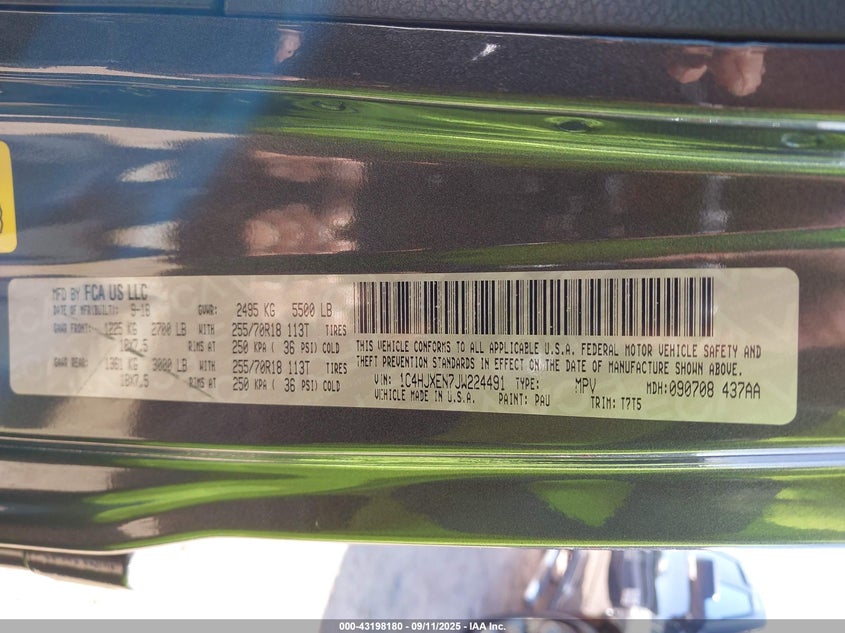 MFD BY FCA US LLC
DATE OF MFR(BUILT): 9-18 GVWR: 2495 KG 5500 LB
GAWR FRONT: 1225 KG 2700 LB WITH 255/70R18 113T TIRES
18X7.5 RIMS AT 250 KPA ( 36 PSI) COLD
GAWR REAR: 1361 KG 3000 LB WITH 255/70R18 113T TIRES
18X7.5 RIMS AT 250 KPA ( 36 PSI) COLD
THIS VEHICLE CONFORMS TO ALL APPLICABLE U.S.A. FEDERAL MOTOR VEHICLE SAFETY AND
THEFT PREVENTION STANDARDS IN EFFECT ON THE DATE OF MANUFACTURE SHOWN ABOVE.
VIN: 1C4HJXEN7JW224491 TYPE: MPV MDH: 090708 437AA
VEHICLE MADE IN U.S.A. PAINT: PAU TRIM: T7T5
000-43198180 - 09/11/2025 - IAA Inc.